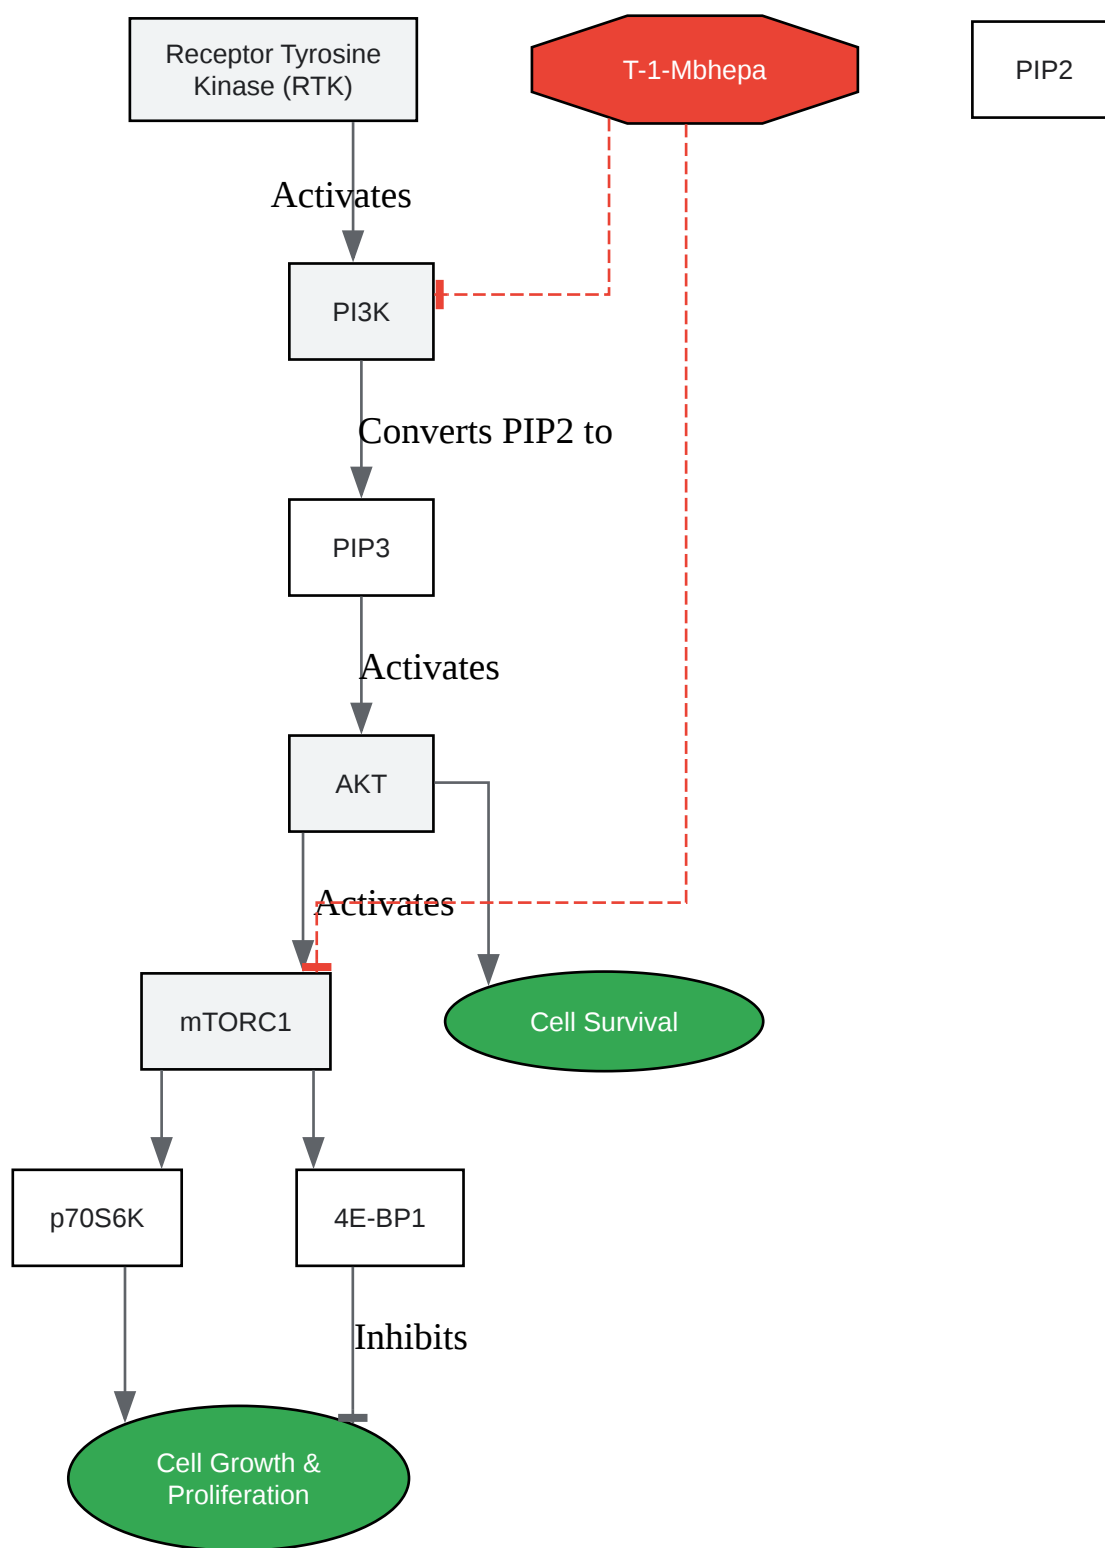 Receptor Tyrosine
Kinase (RTK)
T-1-Mbhepa
PIP2
Activates
PI3K
Converts PIP2 to
PIP3
Activates
AKT
Activates
mTORC1
Cell Survival
p70S6K
4E-BP1
Inhibits
Cell Growth &
Proliferation